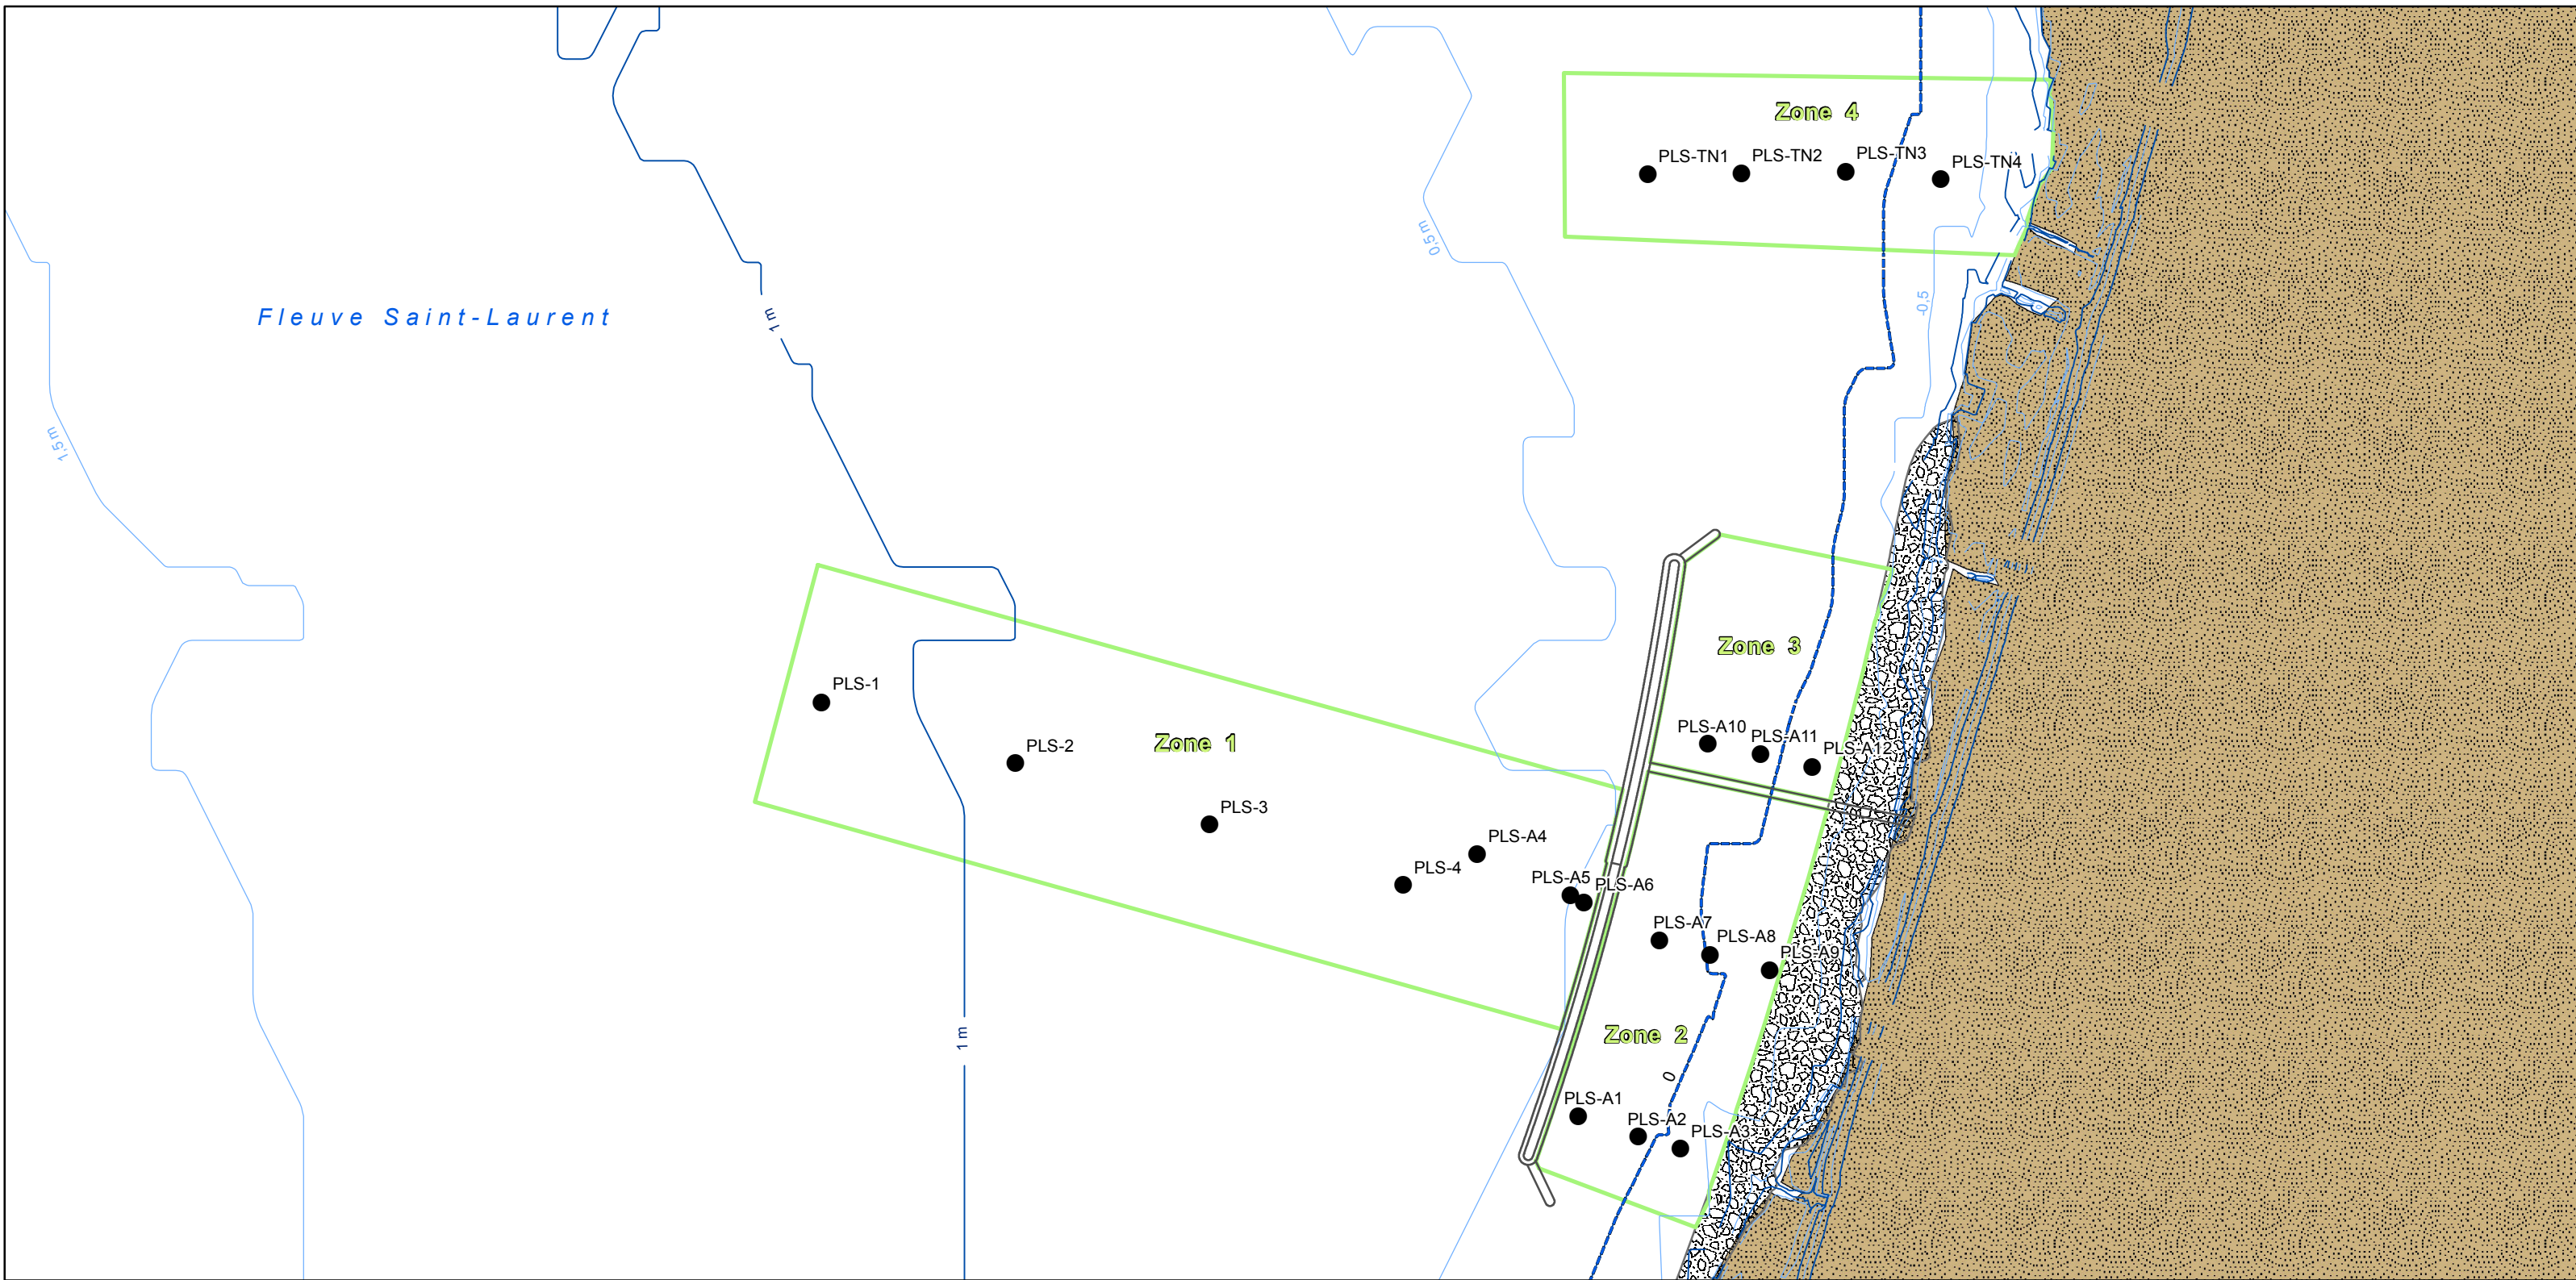 Zone 4
PLS-TN1
PLS-TN2
PLS-TN3
PLS-TN4
0,5 m
-0,5
Fleuve Saint-Laurent
1 m
1,5 m
Zone 3
PLS-1
PLS-A10
PLS-A11
PLS-A12
PLS-2
Zone 1
PLS-3
PLS-A4
PLS-4
PLS-A5
PLS-A6
PLS-A7
PLS-A8
PLS-A9
1 m
Zone 2
0
PLS-A1
PLS-A2
PLS-A3